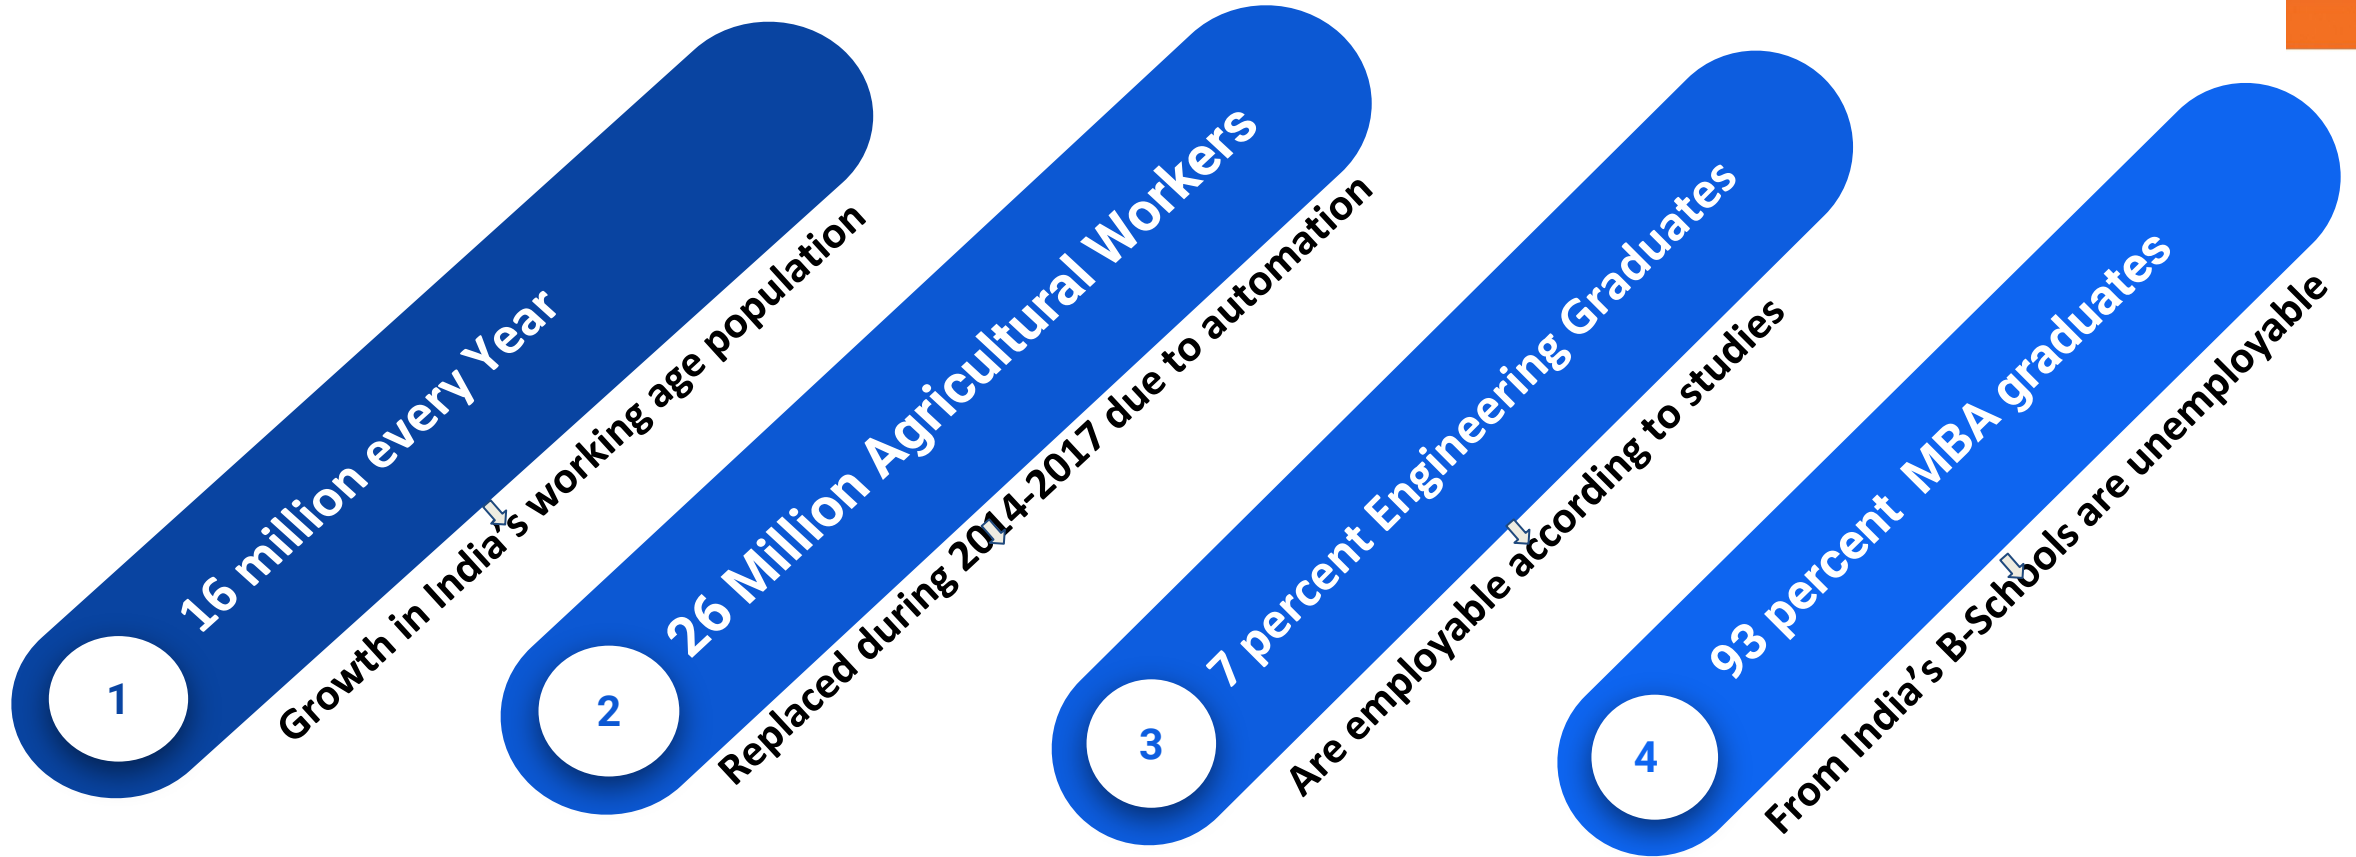 1
16 million every Year
Growth in India’s working age population
2
26 Million Agricultural Workers
Replaced during 2014-2017 due to automation
3
7 percent Engineering Graduates
Are employable according to studies
4
93 percent MBA graduates
From India’s B-Schools are unemployable